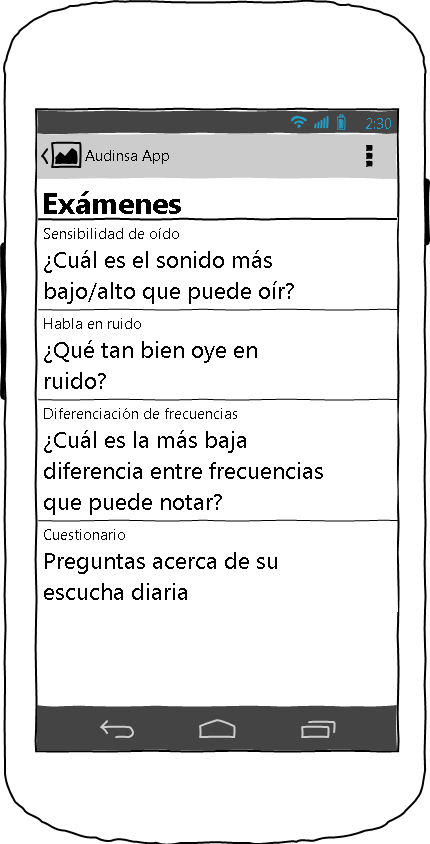 2:30
Audinsa App
Exámenes
Sensibilidad de oído
¿Cuál es el sonido más
bajo/alto que puede oír?
Habla en ruido
¿Qué tan bien oye en
ruido?
Diferenciación de frecuencias
¿Cuál es la más baja
diferencia entre frecuencias
que puede notar?
Cuestionario
Preguntas acerca de su
escucha diaria